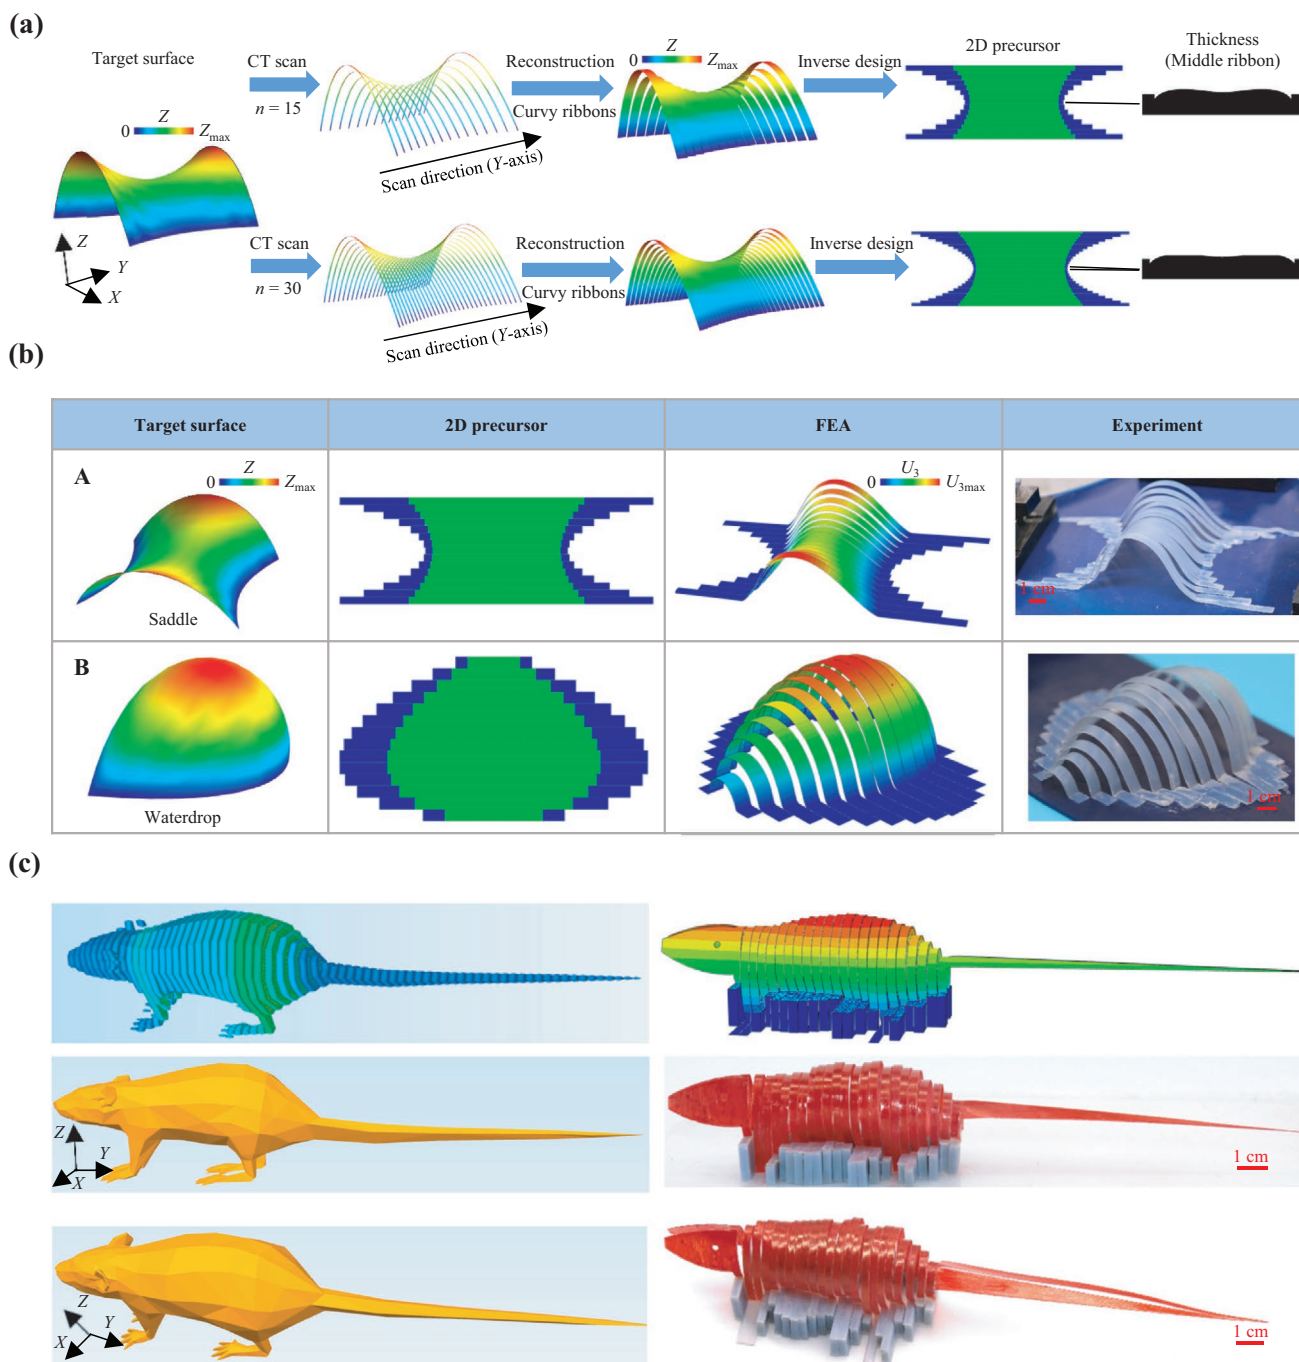 (a)
Target surface
Z
0 Zmax
Z
Y
X
CT scan
n = 15
Scan direction (Y-axis)
Reconstruction
Curvy ribbons
Z
0 Zmax
Inverse design
2D precursor
Thickness
(Middle ribbon)
CT scan
n = 30
Scan direction (Y-axis)
Reconstruction
Curvy ribbons
Inverse design
(b)
Target surface 2D precursor FEA Experiment
A
Z
0 Zmax
Saddle
U3
0 U3max
1 cm
B
Waterdrop
1 cm
(c)
Z
Y
X
1 cm
Z
Y
X
1 cm